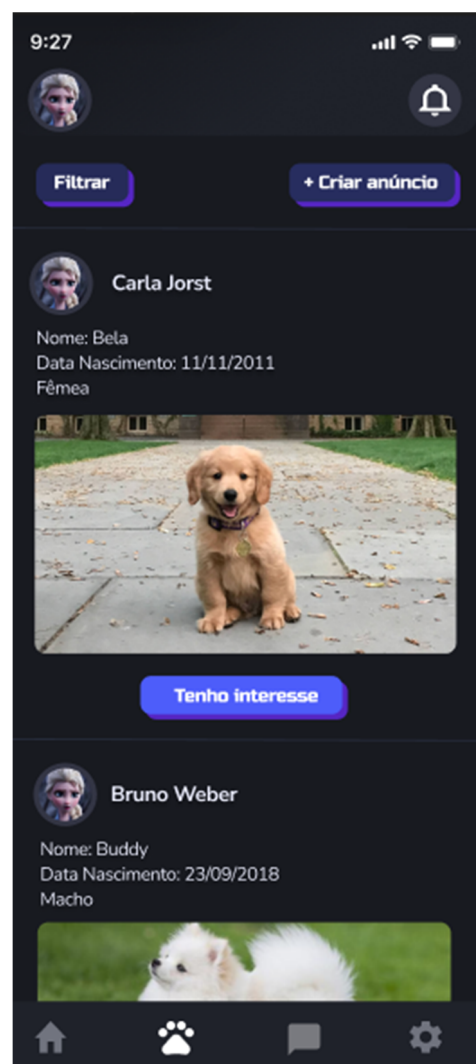 9:27
Filtrar
+ Criar anúncio
Carla Jorst
Nome: Bela
Data Nascimento: 11/11/2011
Fêmea
Tenho interesse
Bruno Weber
Nome: Buddy
Data Nascimento: 23/09/2018
Macho